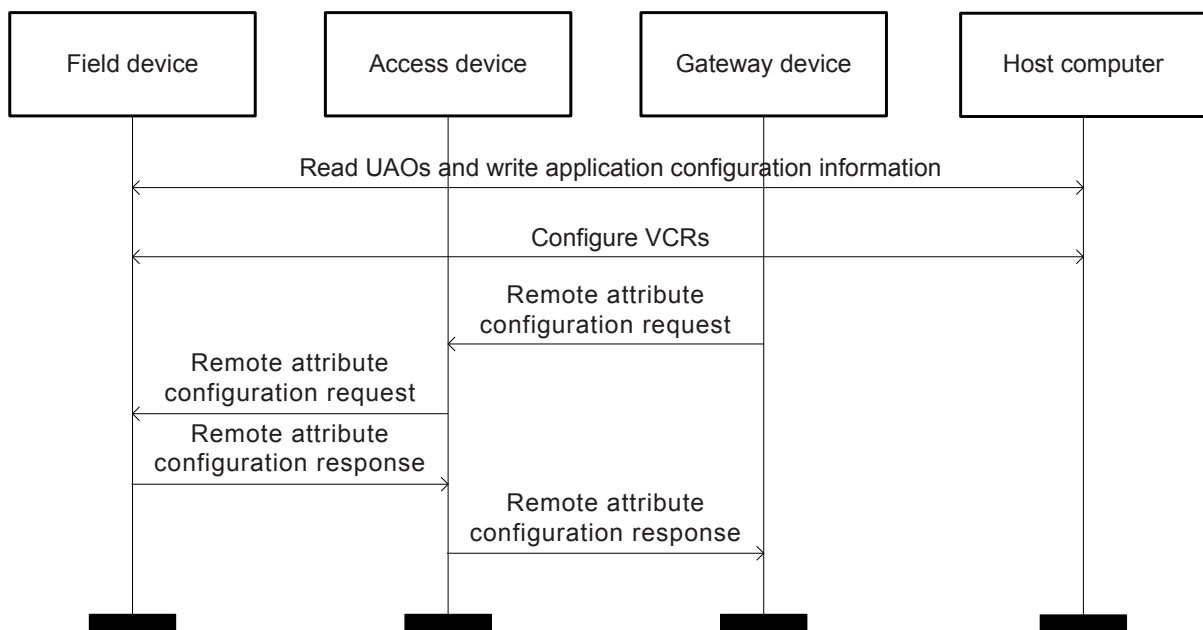 Field device
Access device
Gateway device
Host computer
Read UAOs and write application configuration information
Configure VCRs
Remote attribute
configuration request
Remote attribute
configuration request
Remote attribute
configuration response
Remote attribute
configuration response